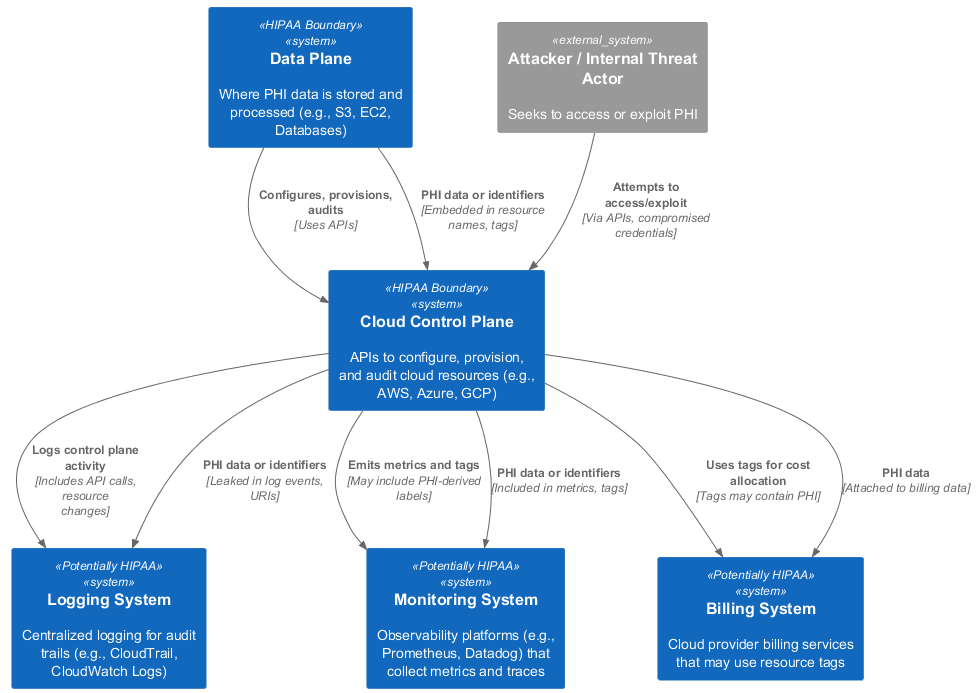 «HIPAA Boundary»
«system»
Data Plane
Where PHI data is stored and
processed (e.g., S3, EC2,
Databases)
«external_system»
Attacker / Internal Threat
Actor
Seeks to access or exploit PHI
Configures, provisions,
audits
[Uses APIs]
PHI data or identifiers
[Embedded in resource
names, tags]
Attempts to
access/exploit
[Via APIs, compromised
credentials]
«HIPAA Boundary»
«system»
Cloud Control Plane
APIs to configure, provision,
and audit cloud resources (e.g.,
AWS, Azure, GCP)
Logs control plane
activity
[Includes API calls,
resource
changes]
PHI data or identifiers
[Leaked in log events,
URIs]
Emits metrics and tags
[May include PHI-derived
labels]
PHI data or identifiers
[Included in metrics, tags]
Uses tags for cost
allocation
[Tags may contain PHI]
PHI data
[Attached to billing data]
«Potentially HIPAA»
«system»
Logging System
Centralized logging for audit
trails (e.g., CloudTrail,
CloudWatch Logs)
«Potentially HIPAA»
«system»
Monitoring System
Observability platforms (e.g.,
Prometheus, Datadog) that
collect metrics and traces
«Potentially HIPAA»
«system»
Billing System
Cloud provider billing services
that may use resource tags